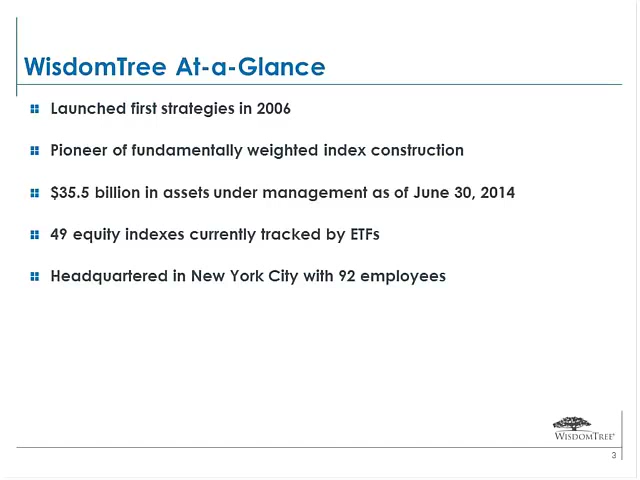 WisdomTree At-a-Glance
Launched first strategies in 2006
Pioneer of fundamentally weighted index construction
$35.5 billion in assets under management as of June 30, 2014
49 equity indexes currently tracked by ETFs
Headquartered in New York City with 92 employees
WISDOMTREE®
3